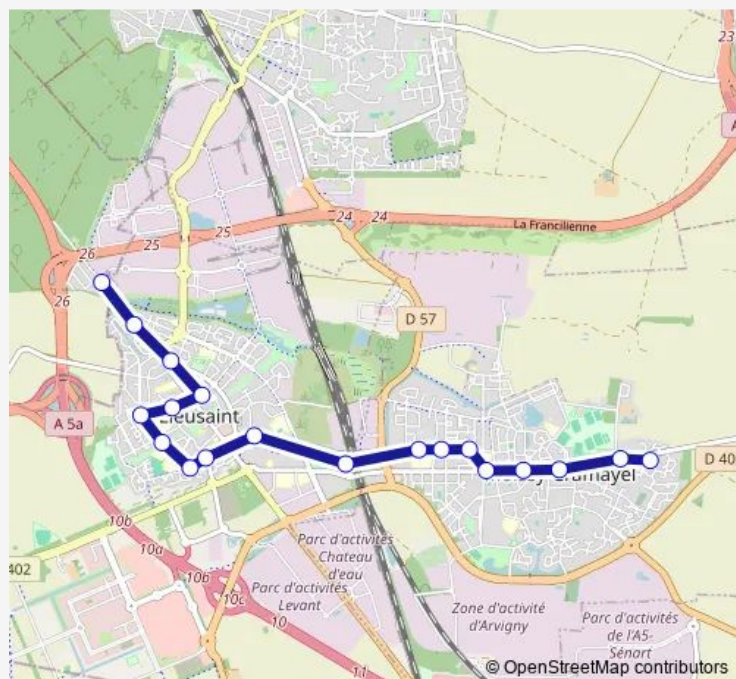 23
A
24
24
La Francilienne
25
25
26
26
D 57
Lieusaint
A 5a
D 40
10b
10a
402
10b
10c
Parc d'activités
Chateau
d'eau
Parc d'activités
Levant
10
11
Zone d'activité
d'Arvigny
Parc d'activités
de l'A5-
Sénart
© OpenStreetMap contributors